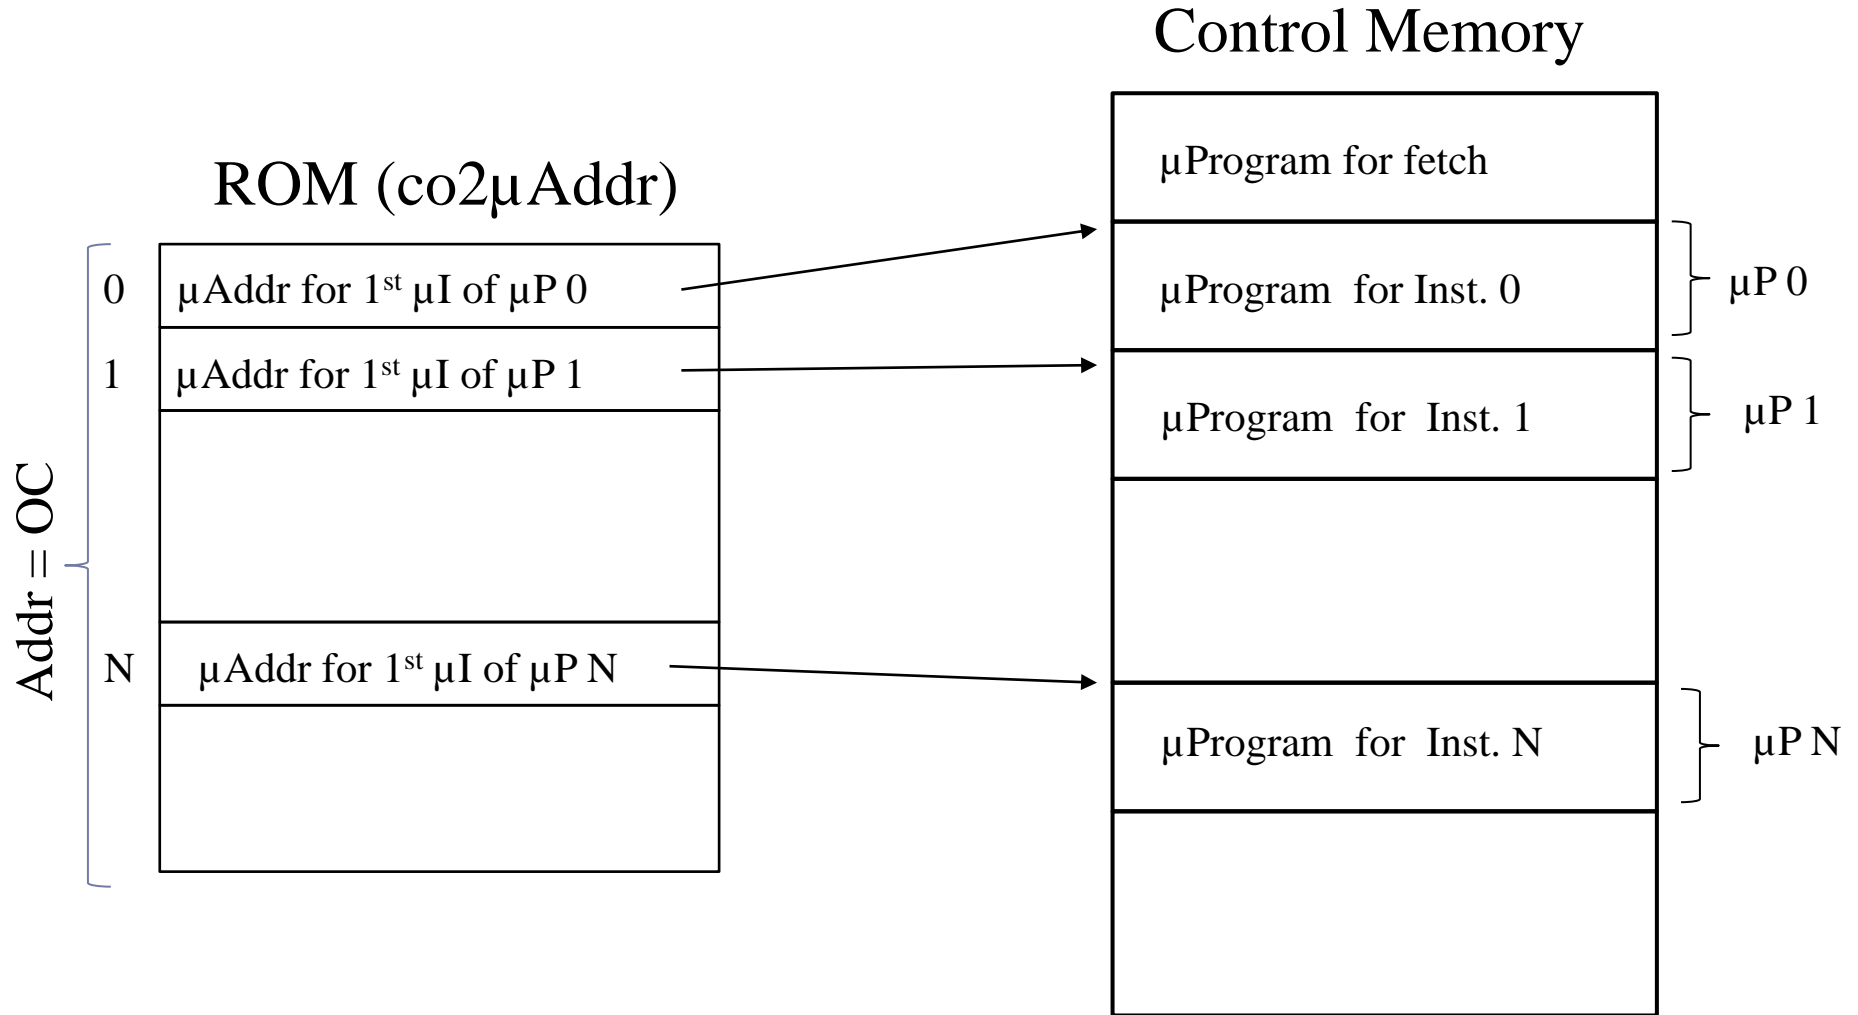 Control Memory
ROM (co2µAddr)
µProgram for fetch
0
µAddr for 1st µI of µP 0
µProgram for Inst. 0
µP 0
1
µAddr for 1st µI of µP 1
µProgram for Inst. 1
µP 1
Addr = OC
N
µAddr for 1st µI of µP N
µProgram for Inst. N
µP N